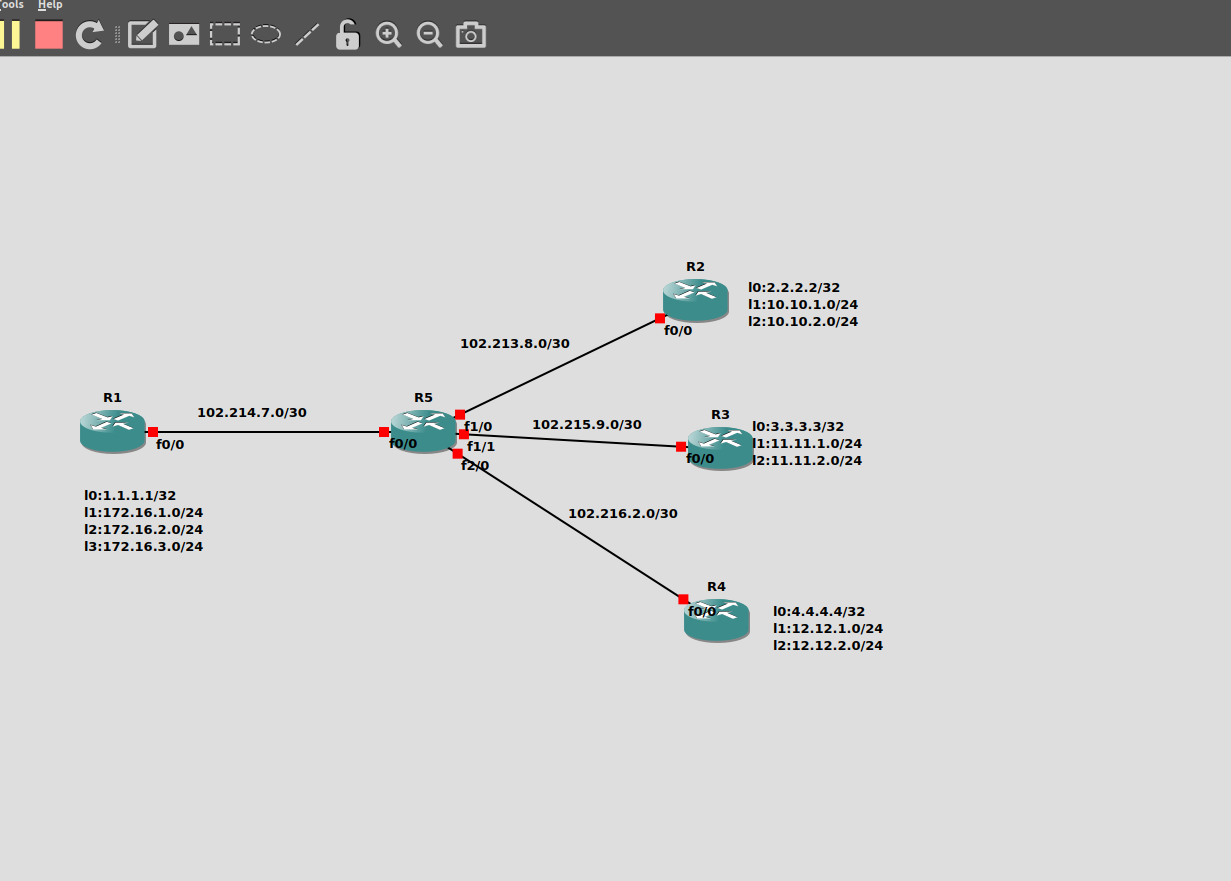 Tools Help
R2
l0:2.2.2.2/32
l1:10.10.1.0/24
l2:10.10.2.0/24
f0/0
102.213.8.0/30
R1
102.214.7.0/30
f0/0
R5
f0/0
f1/0
f1/1
f2/0
102.215.9.0/30
R3
f0/0
l0:3.3.3.3/32
l1:11.11.1.0/24
l2:11.11.2.0/24
l0:1.1.1.1/32
l1:172.16.1.0/24
l2:172.16.2.0/24
l3:172.16.3.0/24
102.216.2.0/30
R4
f0/0
l0:4.4.4.4/32
l1:12.12.1.0/24
l2:12.12.2.0/24